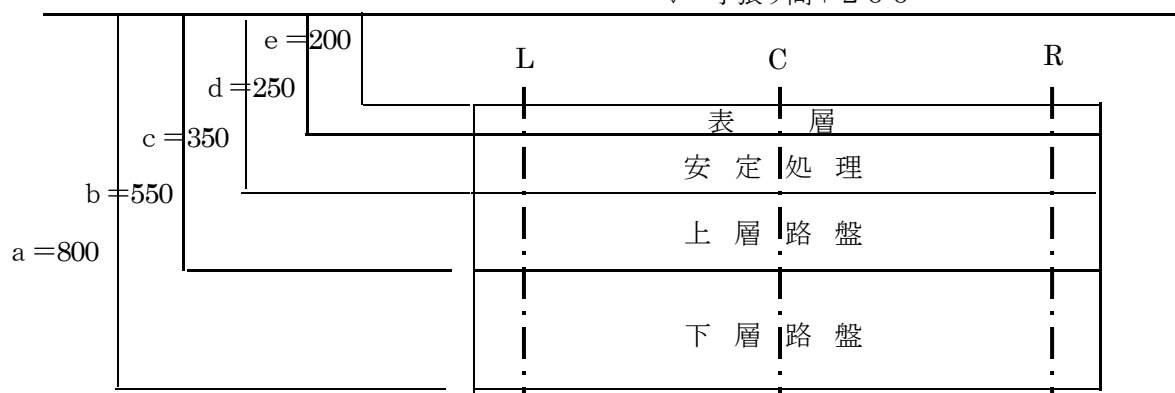 e＝200
L C R
d＝250
表 層
c＝350
安 定 処 理
b＝550
上 層 路 盤
a＝800
下 層 路 盤